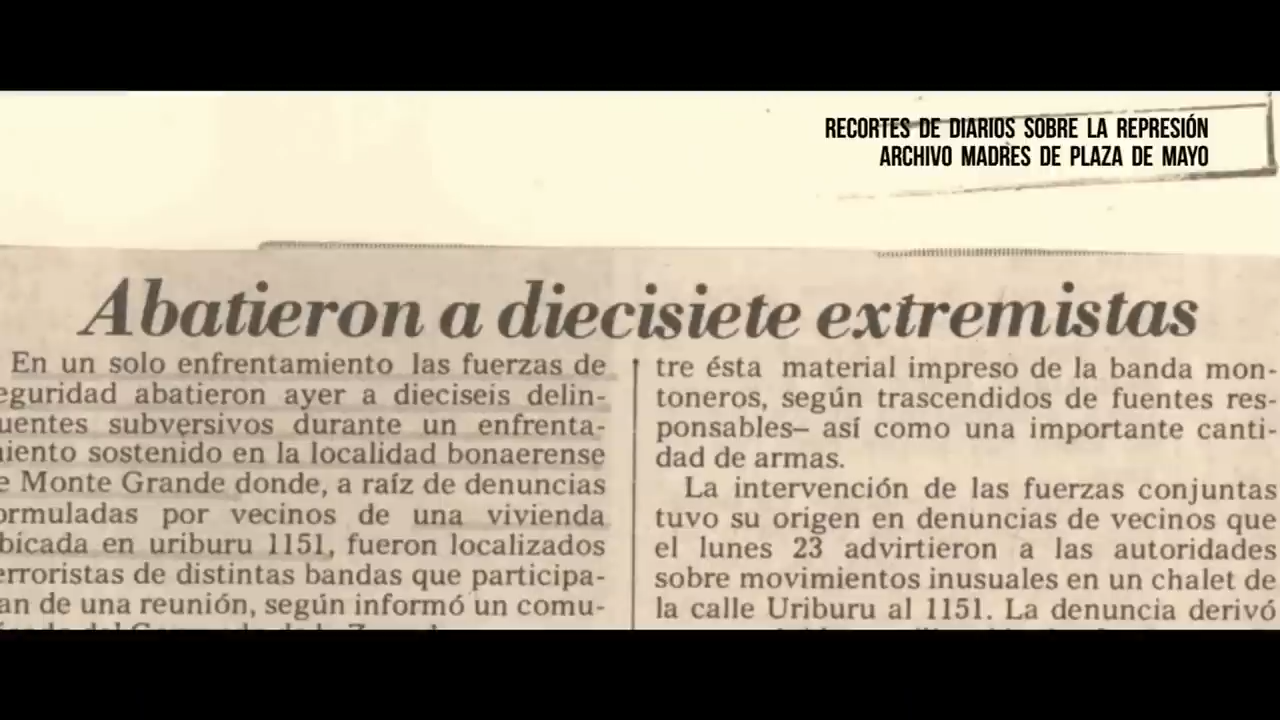 RECORTES DE DIARIOS SOBRE LA REPRESIÓN
ARCHIVO MADRES DE PLAZA DE MAYO
Abatieron a diecisiete extremistas
En un solo enfrentamiento las fuerzas de
eguridad abatieron ayer a dieciseis delin-
uentes subversivos durante un enfrenta-
iento sostenido en la localidad bonaerense
e Monte Grande donde, a raíz de denuncias
ormuladas por vecinos de una vivienda
bicada en uriburu 1151, fueron localizados
erroristas de distintas bandas que participa-
an de una reunión, según informó un comu-
tre ésta material impreso de la banda mon-
toneros, según trascendidos de fuentes res-
ponsables— así como una importante canti-
dad de armas.
La intervención de las fuerzas conjuntas
tuvo su origen en denuncias de vecinos que
el lunes 23 advirtieron a las autoridades
sobre movimientos inusuales en un chalet de
la calle Uriburu al 1151. La denuncia derivó